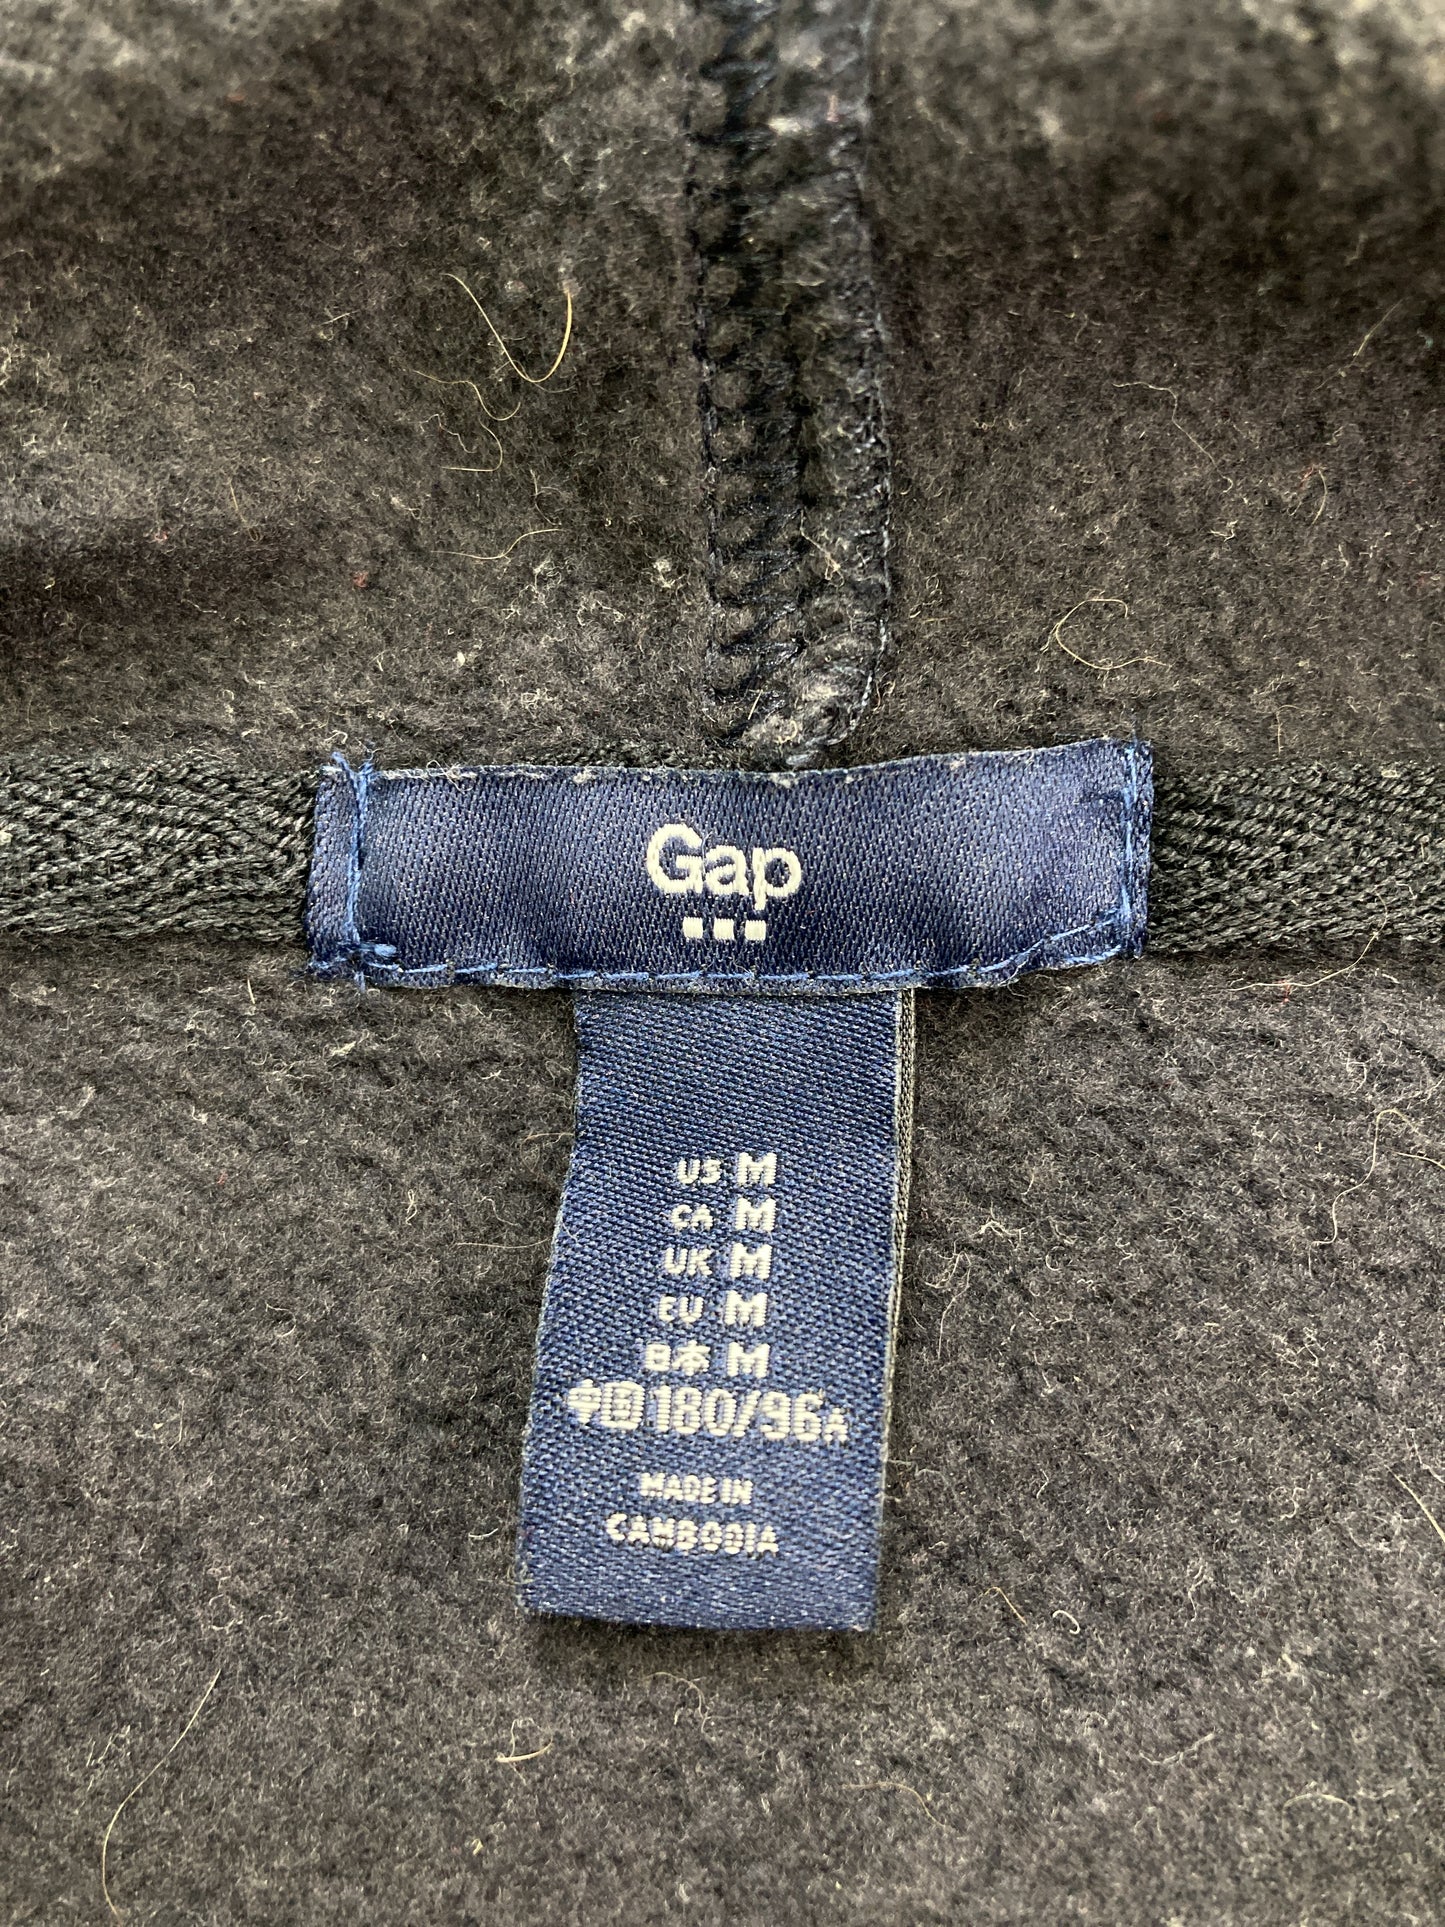 Gap
US M
CA M
UK M
EU M
日本 M
中国 180/96A
MADE IN
CAMBODIA